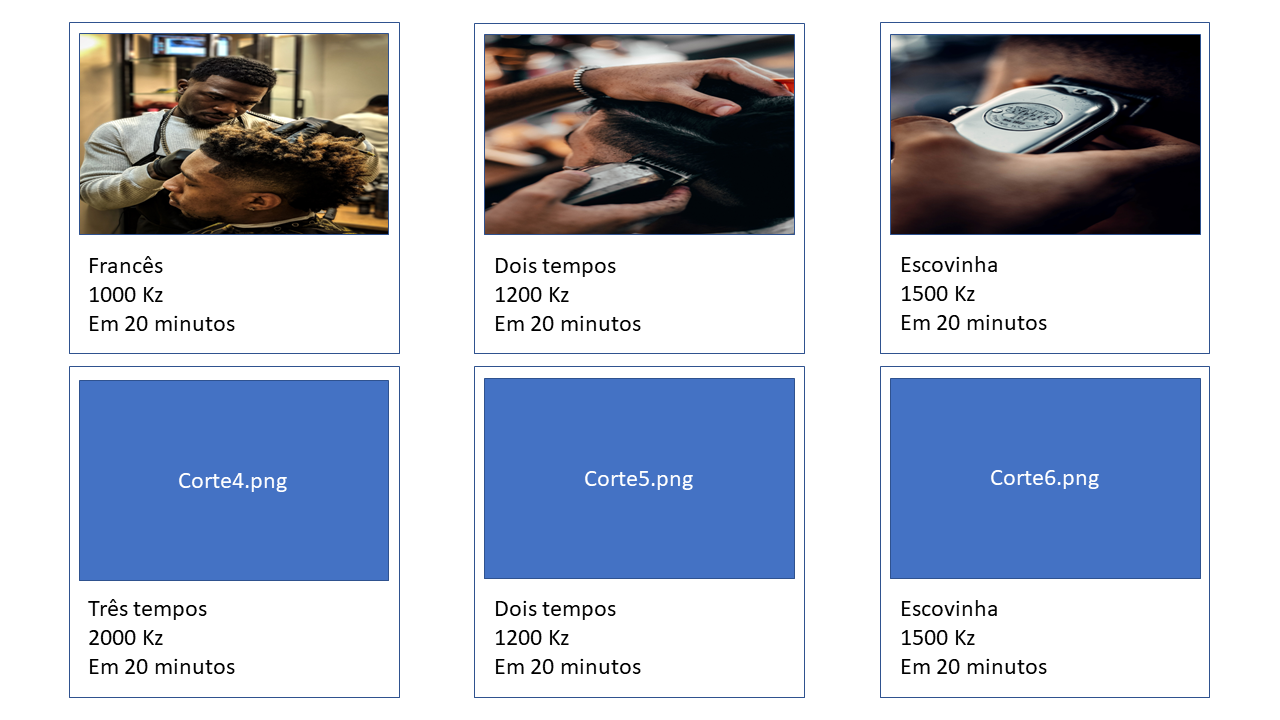 Francês
1000 Kz
Em 20 minutos
Dois tempos
1200 Kz
Em 20 minutos
Escovinha
1500 Kz
Em 20 minutos
Corte4.png
Três tempos
2000 Kz
Em 20 minutos
Corte5.png
Dois tempos
1200 Kz
Em 20 minutos
Corte6.png
Escovinha
1500 Kz
Em 20 minutos